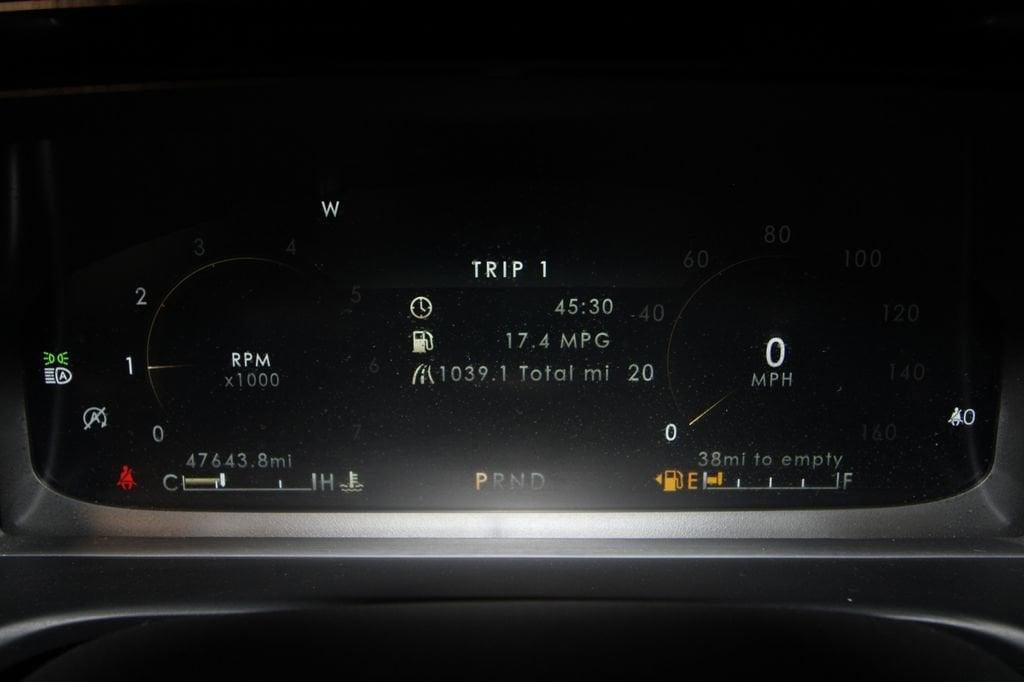 W
TRIP 1
45:30
17.4 MPG
1039.1 Total mi
0
1
2
3
4
5
6
7
RPM
x1000
0
20
40
60
80
100
120
140
160
0
MPH
A
A
0
47643.8mi
38mi to empty
C H
PRND
E F